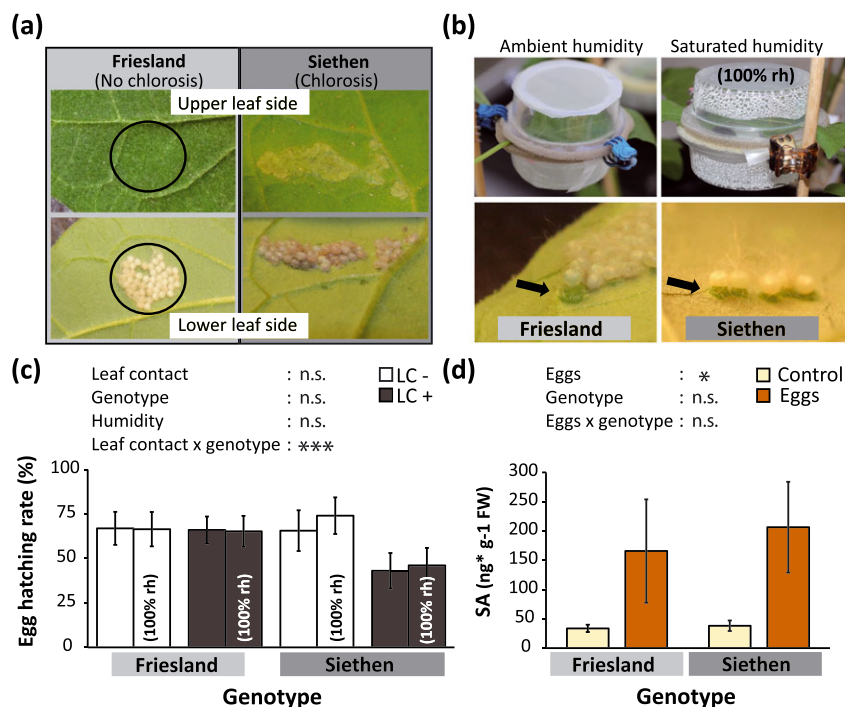 (a)
Friesland
(No chlorosis)
Siethen
(Chlorosis)
Upper leaf side
Lower leaf side
(b)
Ambient humidity
Saturated humidity
(100% rh)
Friesland
Siethen
(c)
Leaf contact : n.s.
Genotype : n.s.
Humidity : n.s.
Leaf contact x genotype : ***
LC -
LC +
Egg hatching rate (%)
100
75
50
25
0
(100% rh)
(100% rh)
(100% rh)
(100% rh)
Friesland
Siethen
Genotype
(d)
Eggs : *
Genotype : n.s.
Eggs x genotype : n.s.
Control
Eggs
SA (ng* g-1 FW)
300
250
200
150
100
50
0
Friesland
Siethen
Genotype